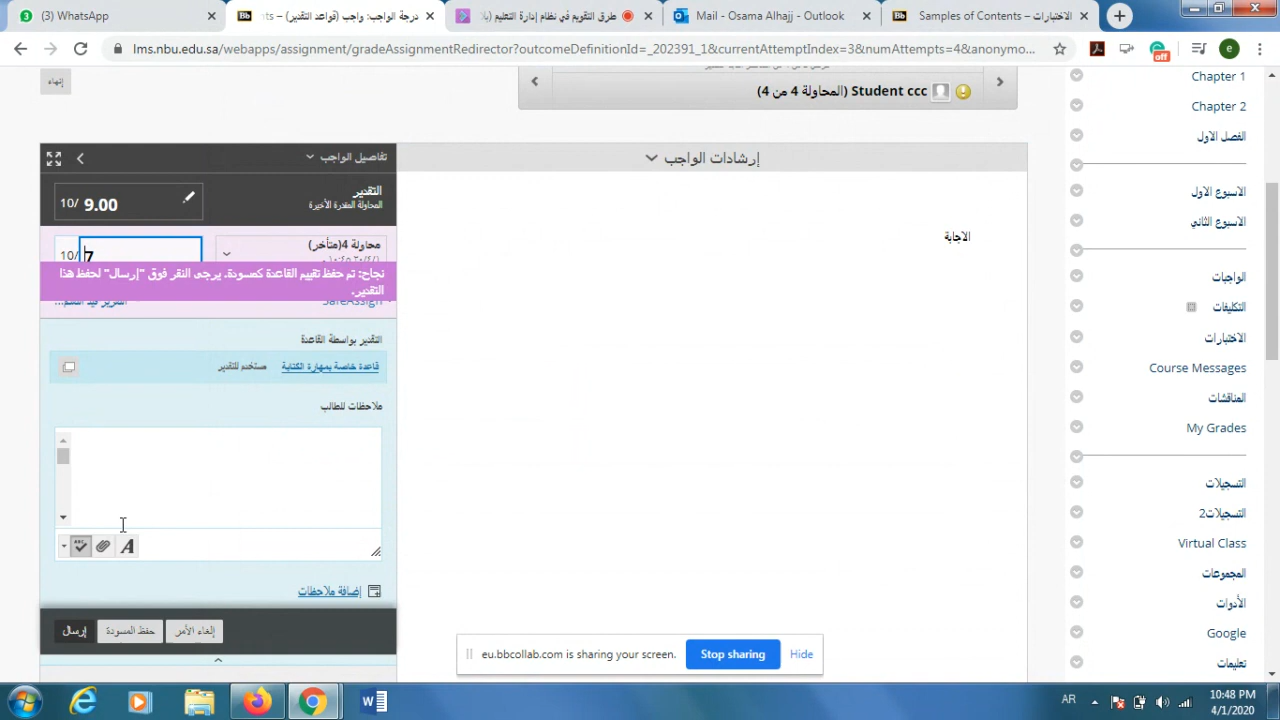 WhatsApp
درجة الواجب: واجب (قواعد التقدير) – ts
طرق التقويم في نظام إدارة التعليم
Mail - Osama Alhajj - Outlook
الاختبارات – Samples of Contents
lms.nbu.edu.sa/webapps/assignment/gradeAssignmentRedirector?outcomeDefinitionId=_202391_1&currentAttemptIndex=3&numAttempts=4&anonymo...
off
e
إنهاء
Student ccc (المحاولة 4 من 4)
إرشادات الواجب
الاجابة
تفاصيل الواجب
التقدير
المحاولة المقدرة الأخيرة
10/ 9.00
محاولة 4(متأخر)
10/ 7
نجاح: تم حفظ تقييم القاعدة كمسودة. يرجى النقر فوق "إرسال" لحفظ هذا
التقدير.
SafeAssign
التقدير بواسطة القاعدة
قاعدة خاصة بمهارة الكتابة
مستخدم للتقدير
ملاحظات للطالب
إضافة ملاحظات
إلغاء الأمر
حفظ المسودة
إرسال
Chapter 1
Chapter 2
الفصل الاول
الاسبوع الاول
الاسبوع الثاني
الواجبات
التكليفات
الاختبارات
Course Messages
المناقشات
My Grades
التسجيلات
التسجيلات2
Virtual Class
المجموعات
الأدوات
Google
تعليمات
eu.bbcollab.com is sharing your screen.
Stop sharing
Hide
AR
10:48 PM
4/1/2020